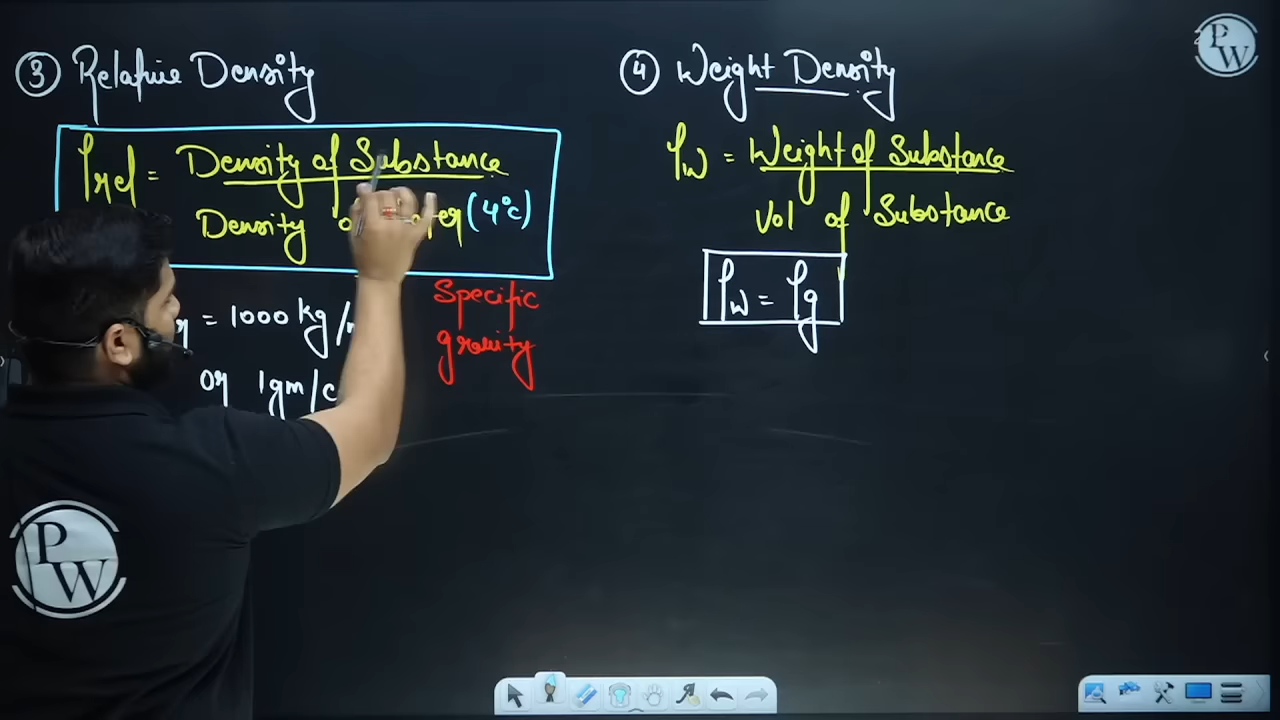 ③ Relative Density
ρrel = Density of Substance
Density (4°c)
= 1000 kg/
or 1gm/c
Specific
gravity
④ Weight Density
ρw = Weight of Substance
Vol of Substance
ρw = ρg
PW
PW